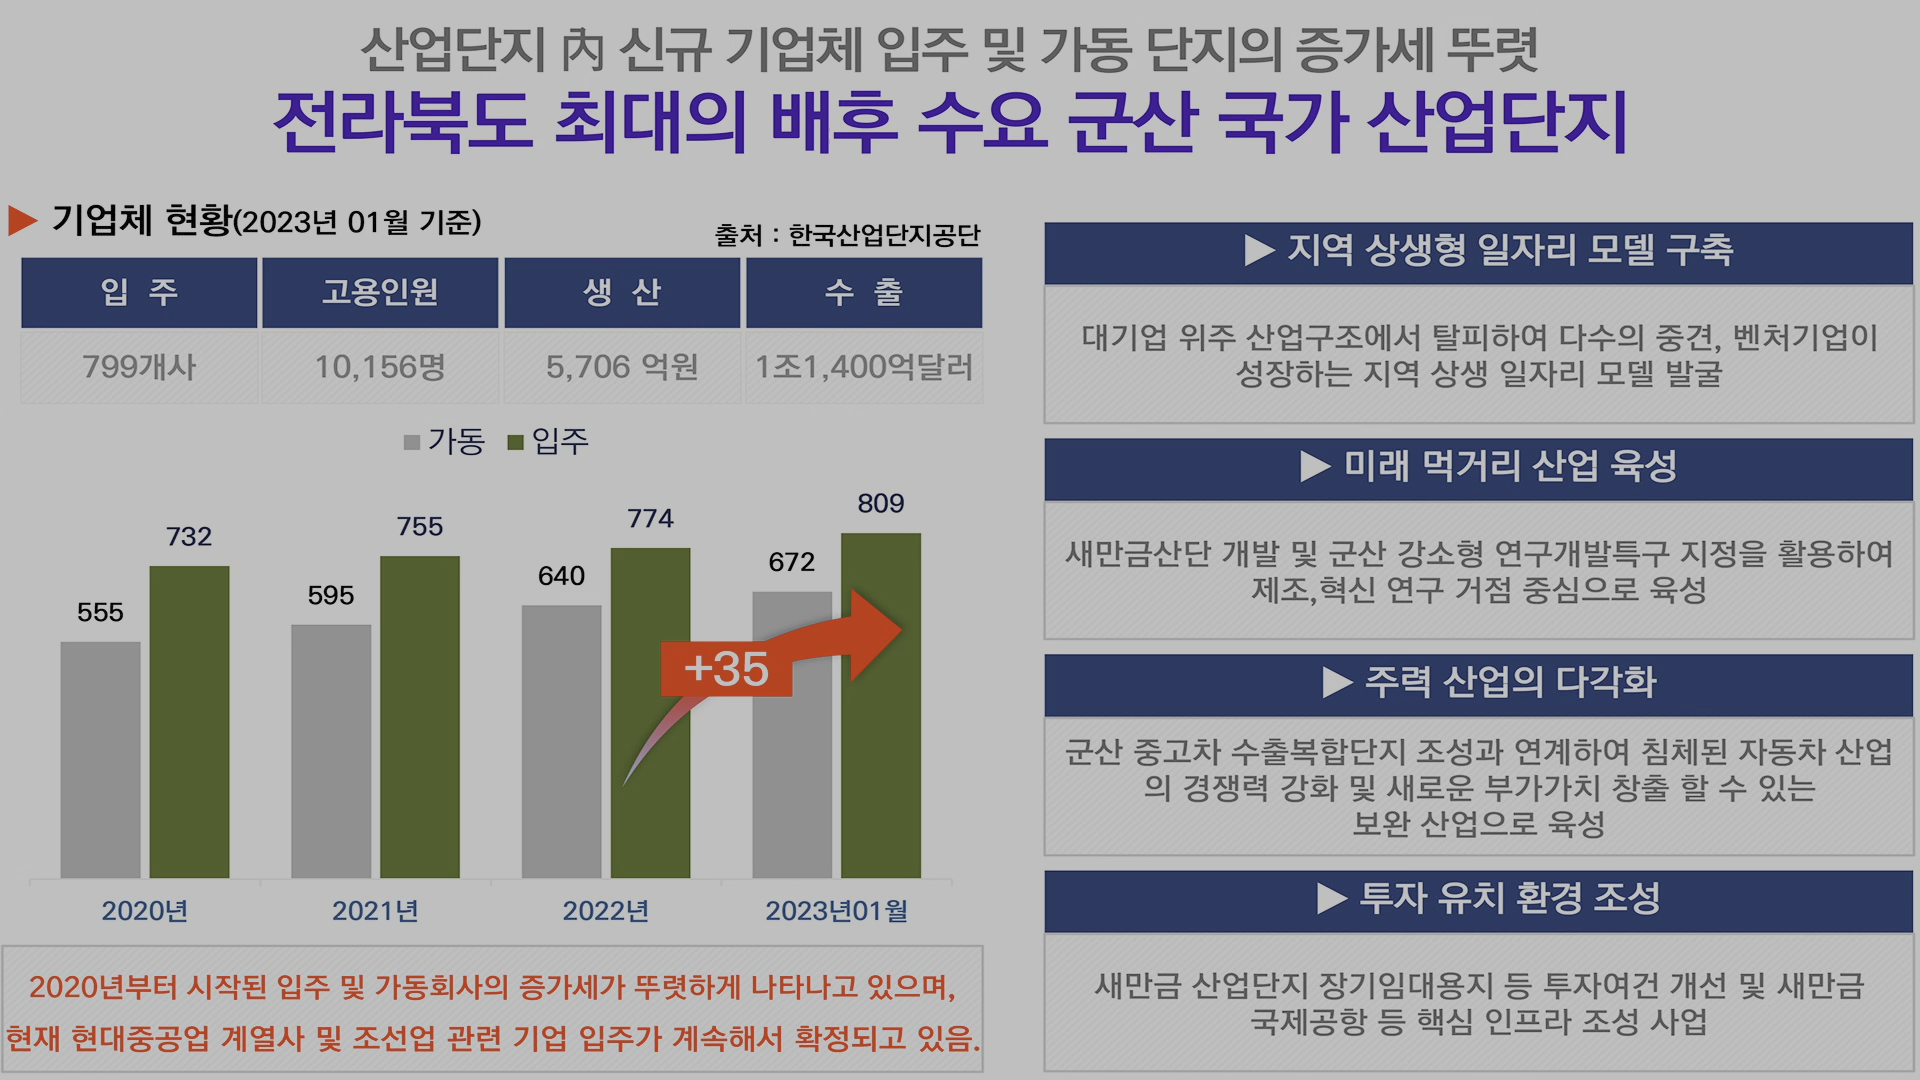 산업단지 內 신규 기업체 입주 및 가동 단지의 증가세 뚜렷
전라북도 최대의 배후 수요 군산 국가 산업단지
▶ 기업체 현황(2023년 01월 기준)
출처 : 한국산업단지공단
입 주 고용인원 생 산 수 출
799개사 10,156명 5,706 억원 1조1,400억달러
가동 입주
555 732 595 755 640 774 672 809
+35
2020년 2021년 2022년 2023년01월
2020년부터 시작된 입주 및 가동회사의 증가세가 뚜렷하게 나타나고 있으며,
현재 현대중공업 계열사 및 조선업 관련 기업 입주가 계속해서 확정되고 있음.
▶ 지역 상생형 일자리 모델 구축
대기업 위주 산업구조에서 탈피하여 다수의 중견, 벤처기업이
성장하는 지역 상생 일자리 모델 발굴
▶ 미래 먹거리 산업 육성
새만금산단 개발 및 군산 강소형 연구개발특구 지정을 활용하여
제조,혁신 연구 거점 중심으로 육성
▶ 주력 산업의 다각화
군산 중고차 수출복합단지 조성과 연계하여 침체된 자동차 산업
의 경쟁력 강화 및 새로운 부가가치 창출 할 수 있는
보완 산업으로 육성
▶ 투자 유치 환경 조성
새만금 산업단지 장기임대용지 등 투자여건 개선 및 새만금
국제공항 등 핵심 인프라 조성 사업